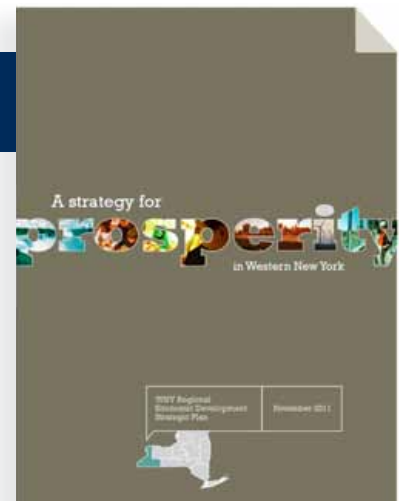 A strategy for
prosperity
in Western New York
WNY Regional
Economic Development
Strategic Plan
November 2011